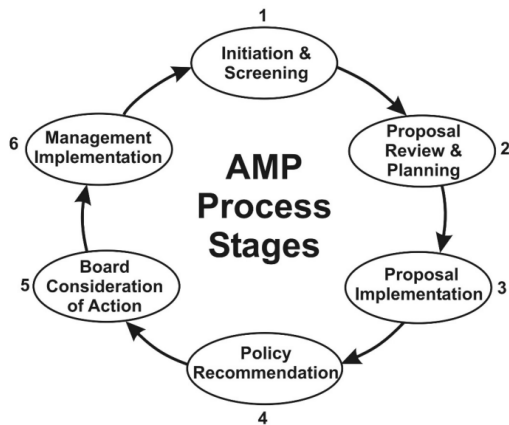 1
Initiation &
Screening
2
Proposal
Review &
Planning
3
Proposal
Implementation
4
Policy
Recommendation
5
Board
Consideration
of Action
6
Management
Implementation
AMP
Process
Stages